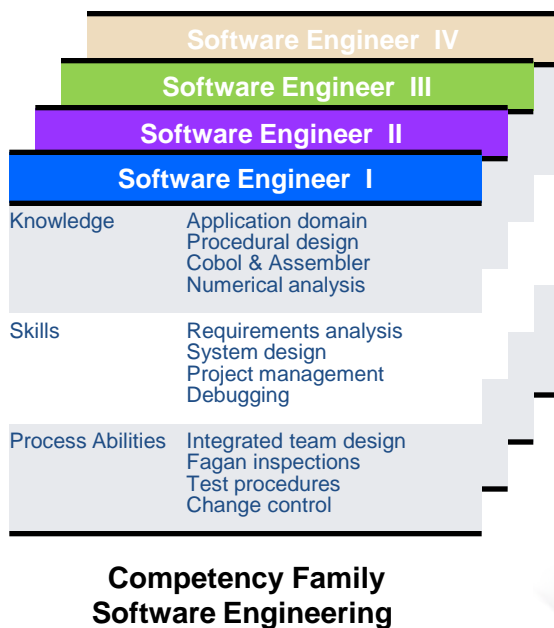 Software Engineer IV
Software Engineer III
Software Engineer II
Software Engineer I
Knowledge Application domain
Procedural design
Cobol & Assembler
Numerical analysis
Skills Requirements analysis
System design
Project management
Debugging
Process Abilities Integrated team design
Fagan inspections
Test procedures
Change control
Competency Family
Software Engineering